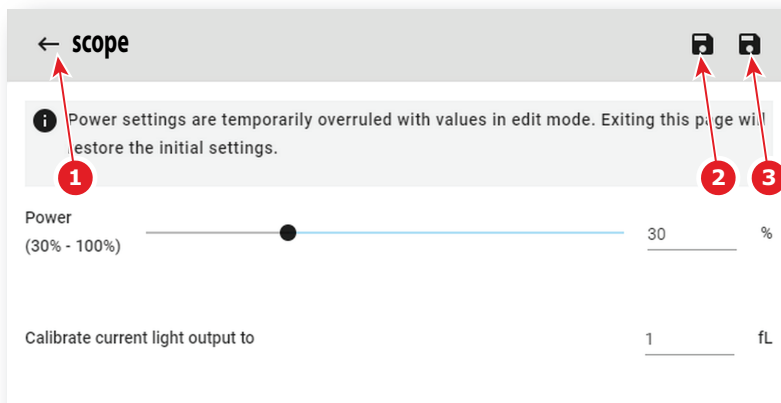 scope
Power settings are temporarily overruled with values in edit mode. Exiting this page will
restore the initial settings.
1
2
3
Power
(30% - 100%)
30
%
Calibrate current light output to
1
fL